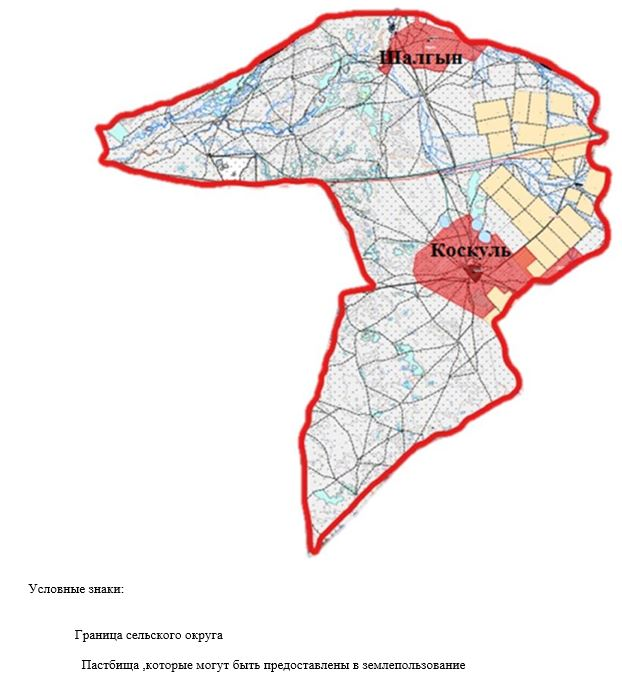 Шалгын
Коскуль
Условные знаки:
Граница сельского округа
Пастбища ,которые могут быть предоставлены в землепользование